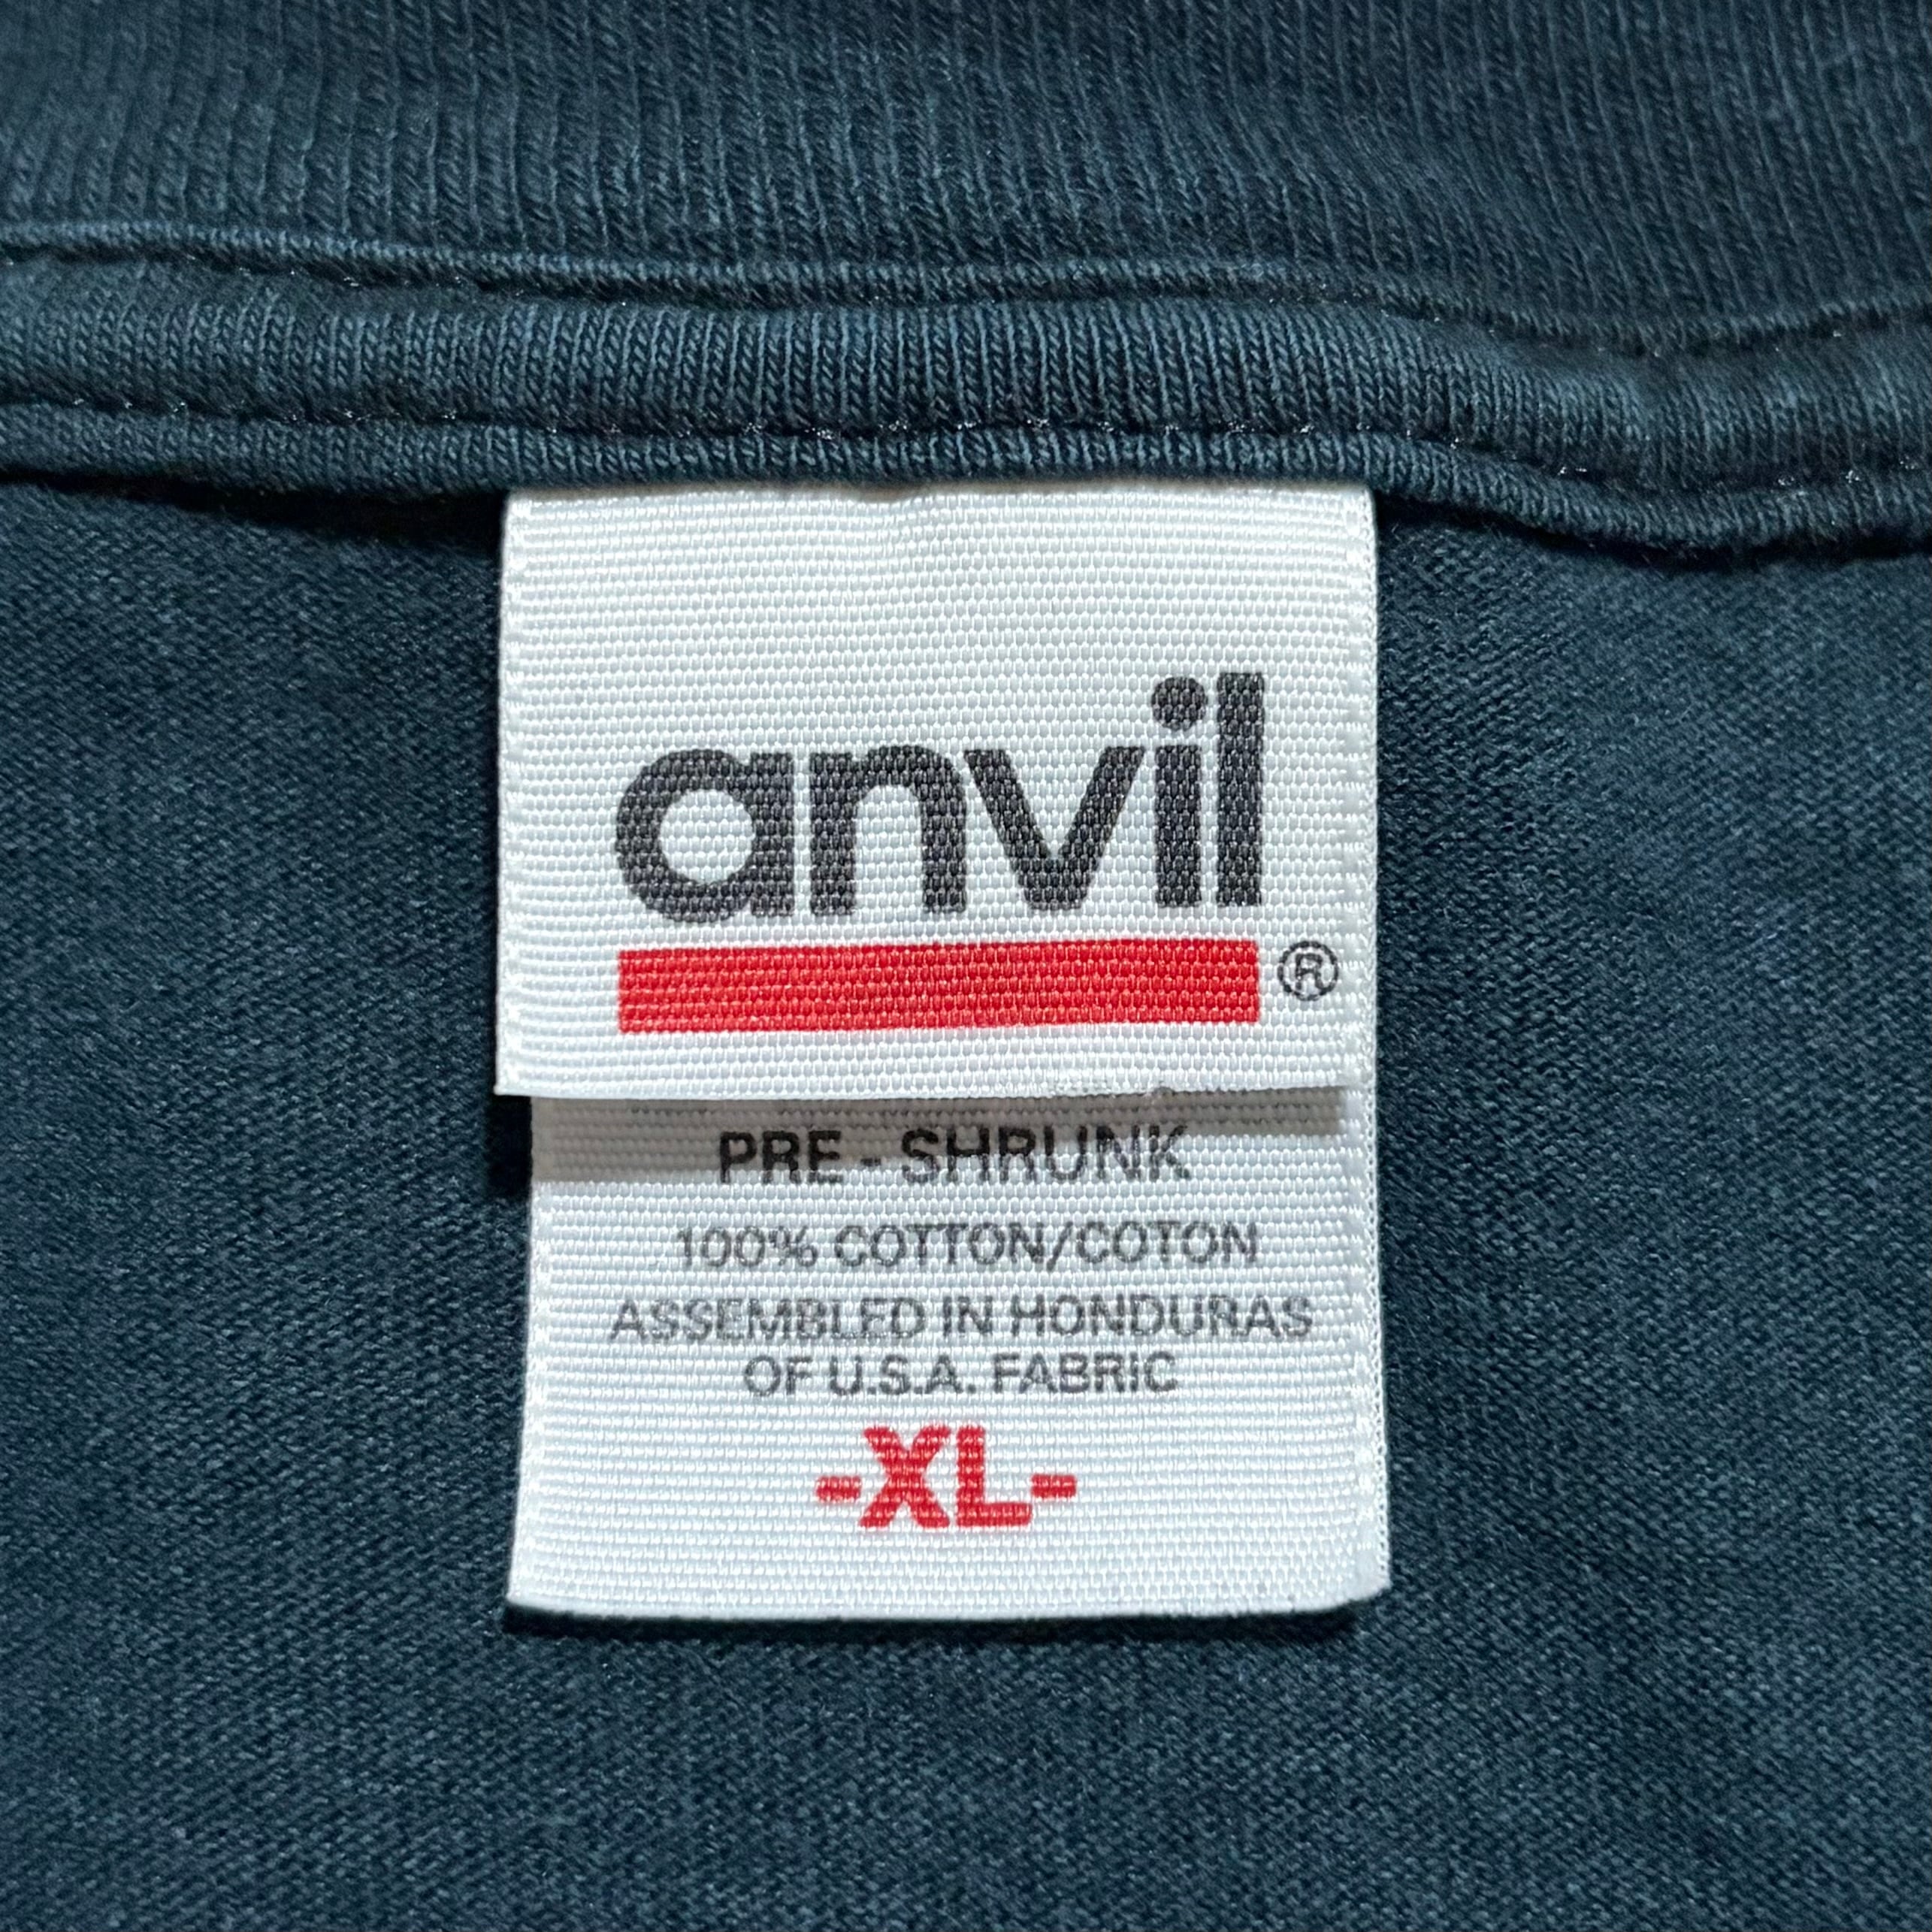 anvil
®
PRE - SHRUNK
100% COTTON/COTON
ASSEMBLED IN HONDURAS
OF U.S.A. FABRIC
-XL-